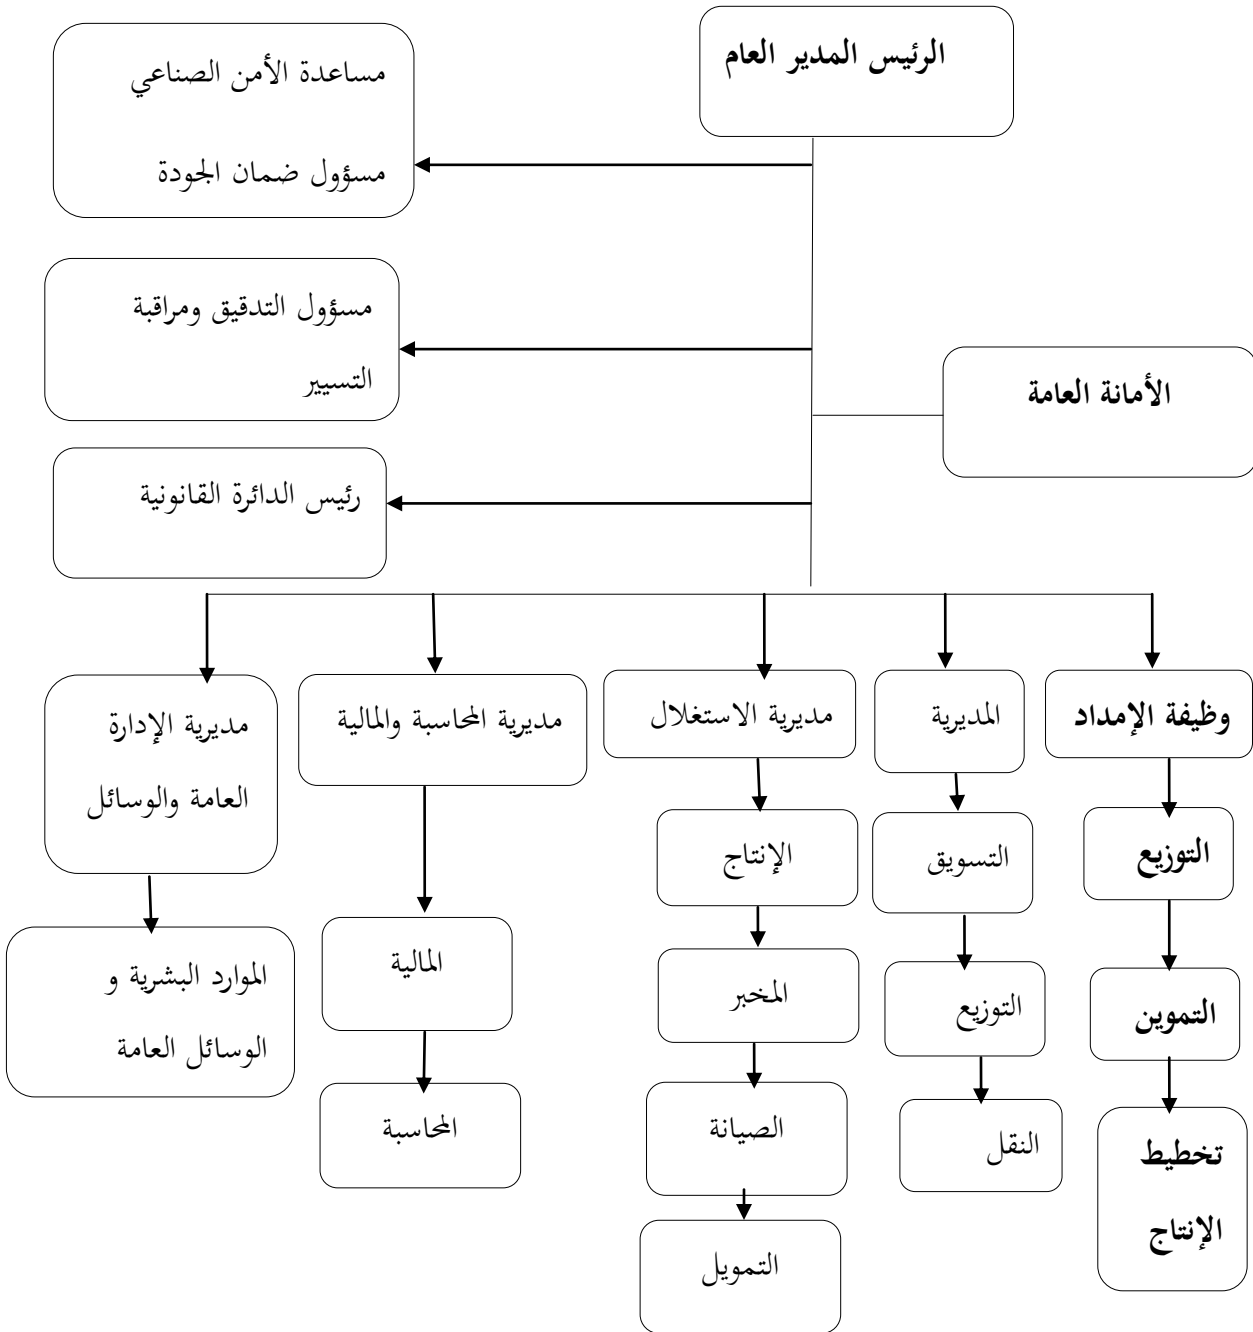 الرئيس المدير العام
مساعدة الأمن الصناعي
مسؤول ضمان الجودة
مسؤول التدقيق ومراقبة
التسيير
الأمانة العامة
رئيس الدائرة القانونية
وظيفة الإمداد
المديرية
مديرية الاستغلال
مديرية المحاسبة والمالية
مديرية الإدارة
العامة والوسائل
التوزيع
التسويق
الإنتاج
التموين
التوزيع
المخبر
المالية
الموارد البشرية و
الوسائل العامة
تخطيط
الإنتاج
النقل
الصيانة
المحاسبة
التمويل